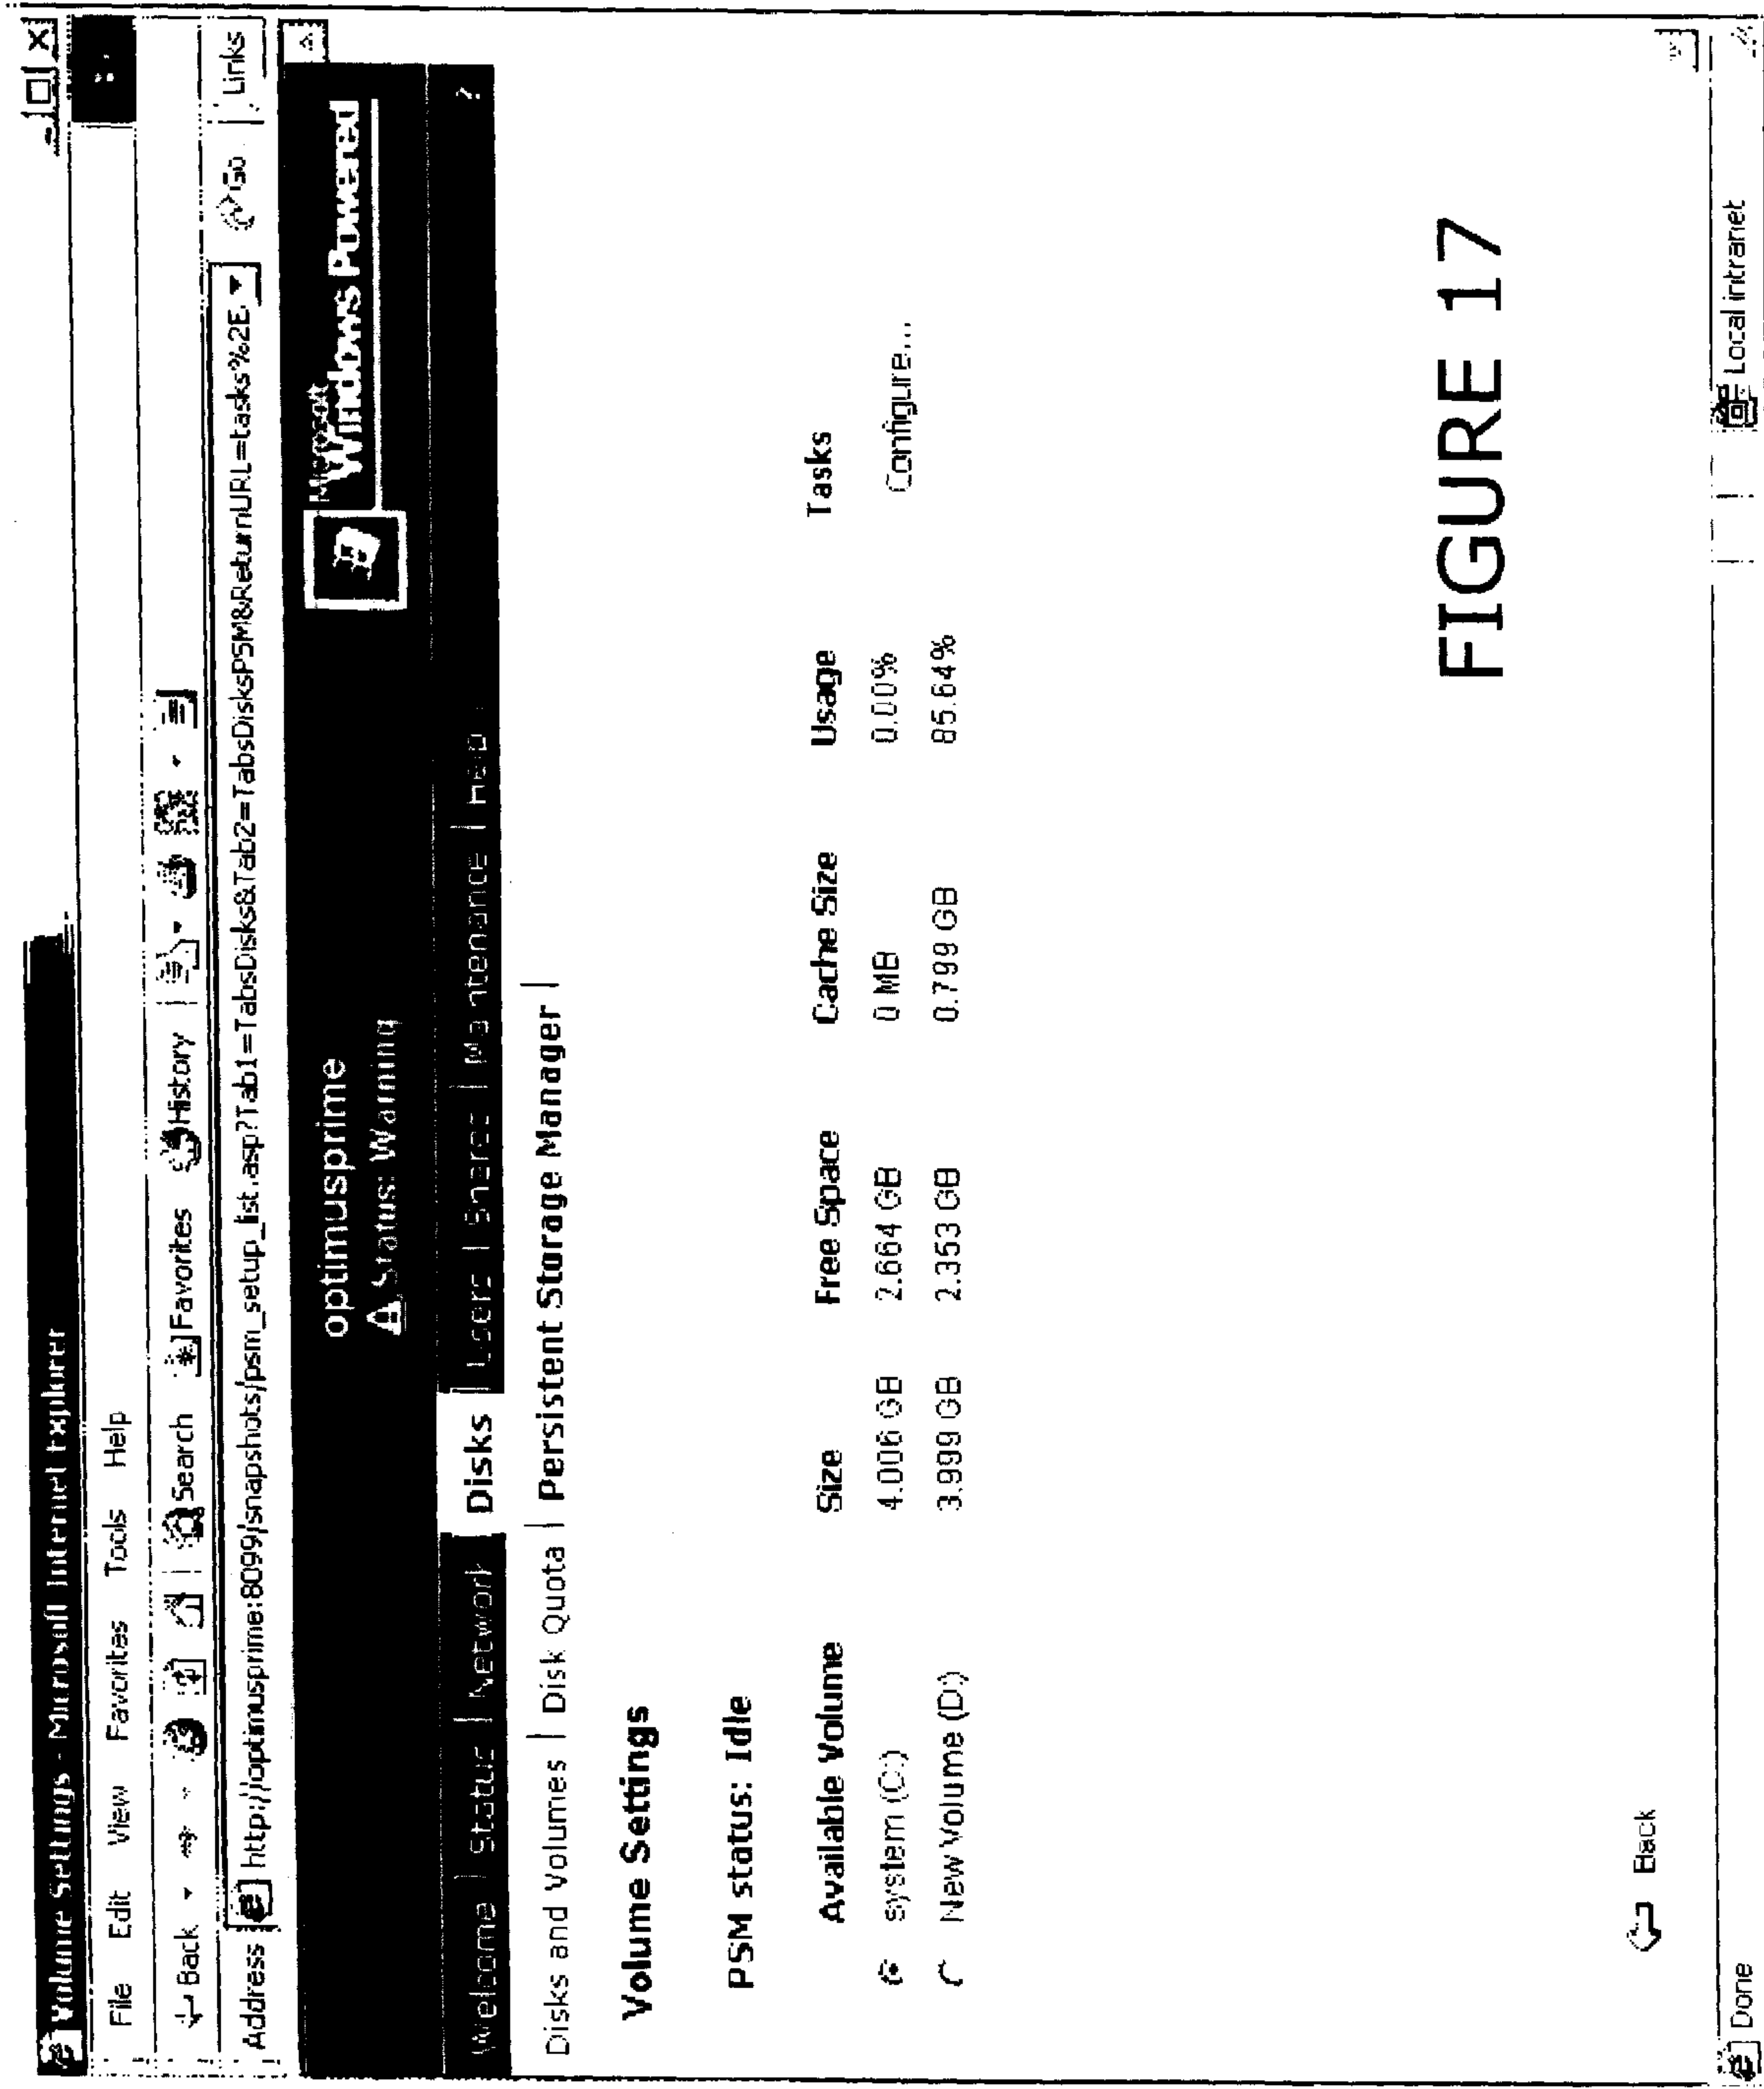 Volume Settings - Microsoft Internet Explorer
File Edit View Favorites Tools Help
Back Search Favorites History
Address http://optimusprime:8099/snapshots/psm_setup_list.asp?Tab1=TabsDisks&Tab2=TabsDisksPSM&ReturnURL=tasks%2E Go Links
optimusprime
Status: Warning
Microsoft
Windows Powered
Welcome | Status | Network | Disks | Users | Shares | Maintenance | Help ?
Disks and Volumes | Disk Quota | Persistent Storage Manager |
Volume Settings
PSM status: Idle
Available Volume Size Free Space Cache Size Usage Tasks
system (C:) 4.006 GB 2.664 GB 0 MB 0.00% Configure...
New Volume (D:) 3.999 GB 2.353 GB 0.799 GB 85.64%
FIGURE 17
Back
Done Local intranet